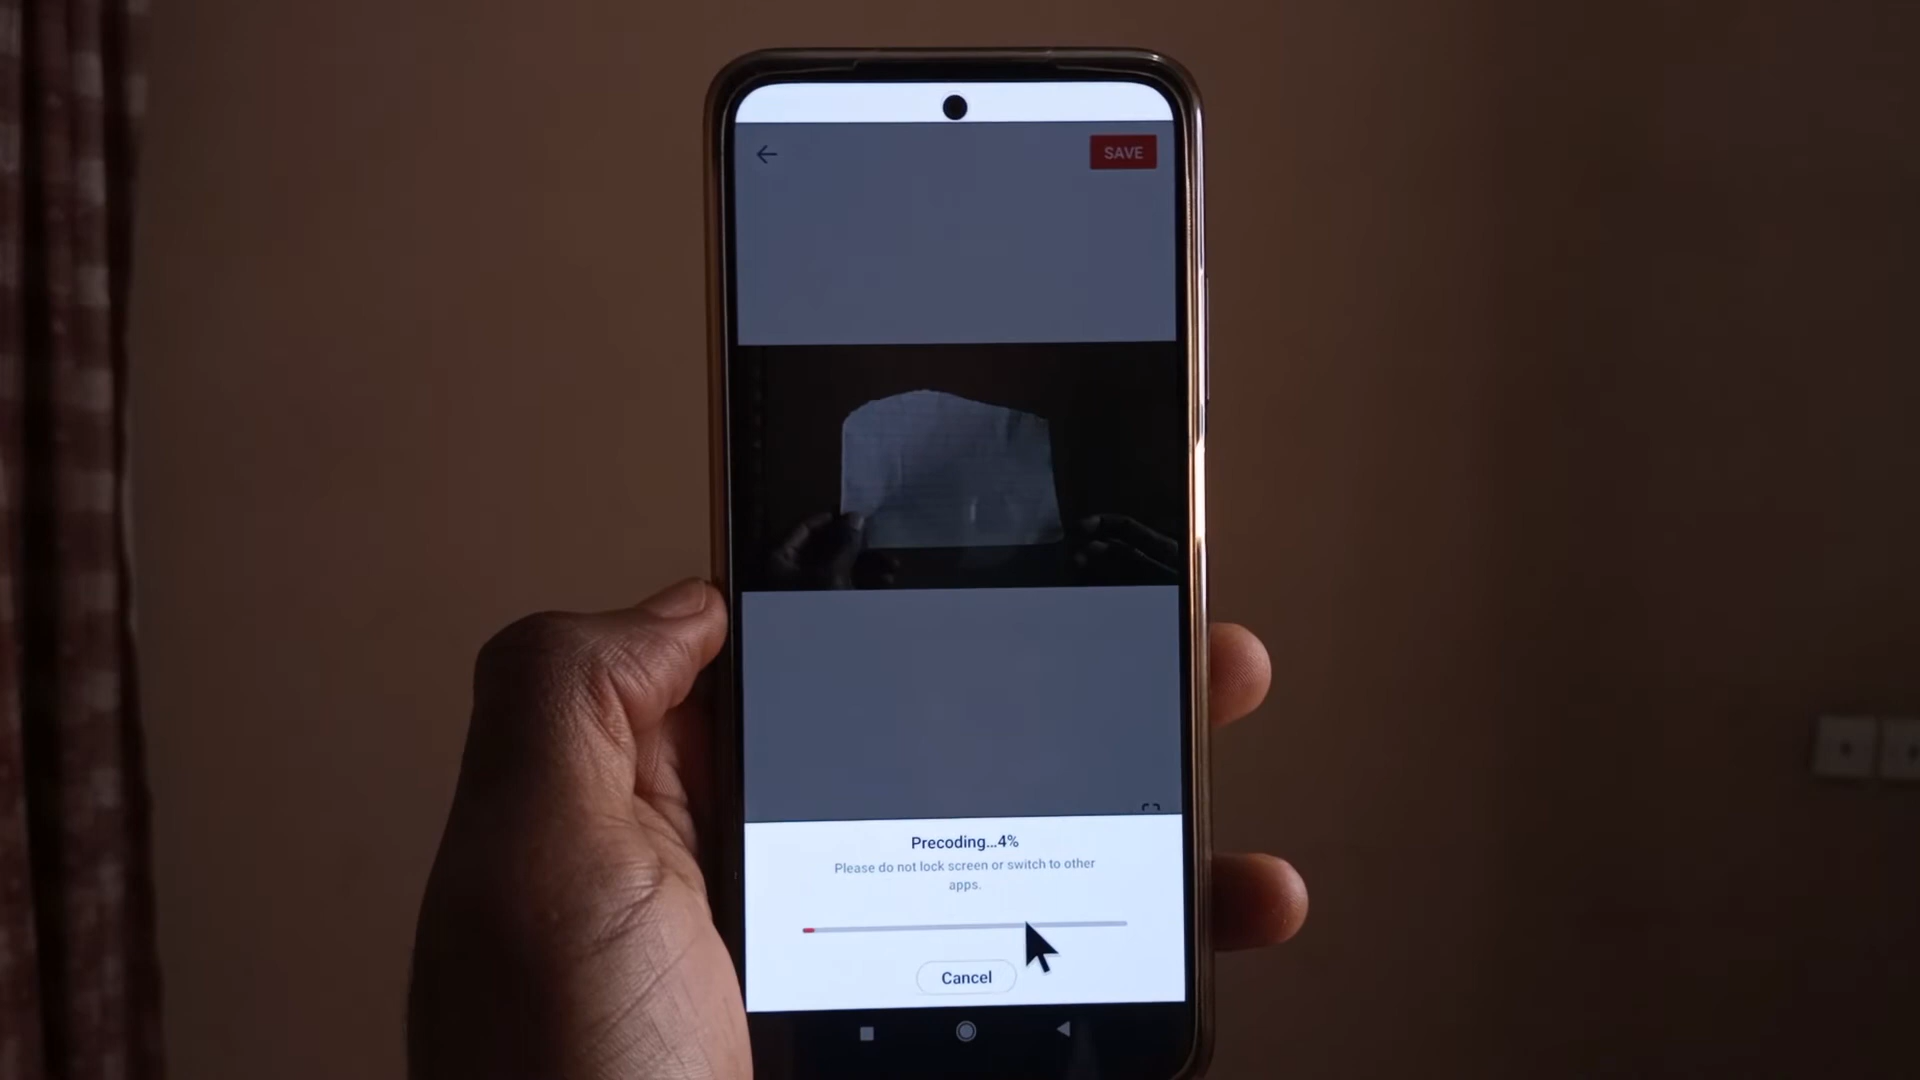 SAVE
Precoding...4%
Please do not lock screen or switch to other
apps.
Cancel